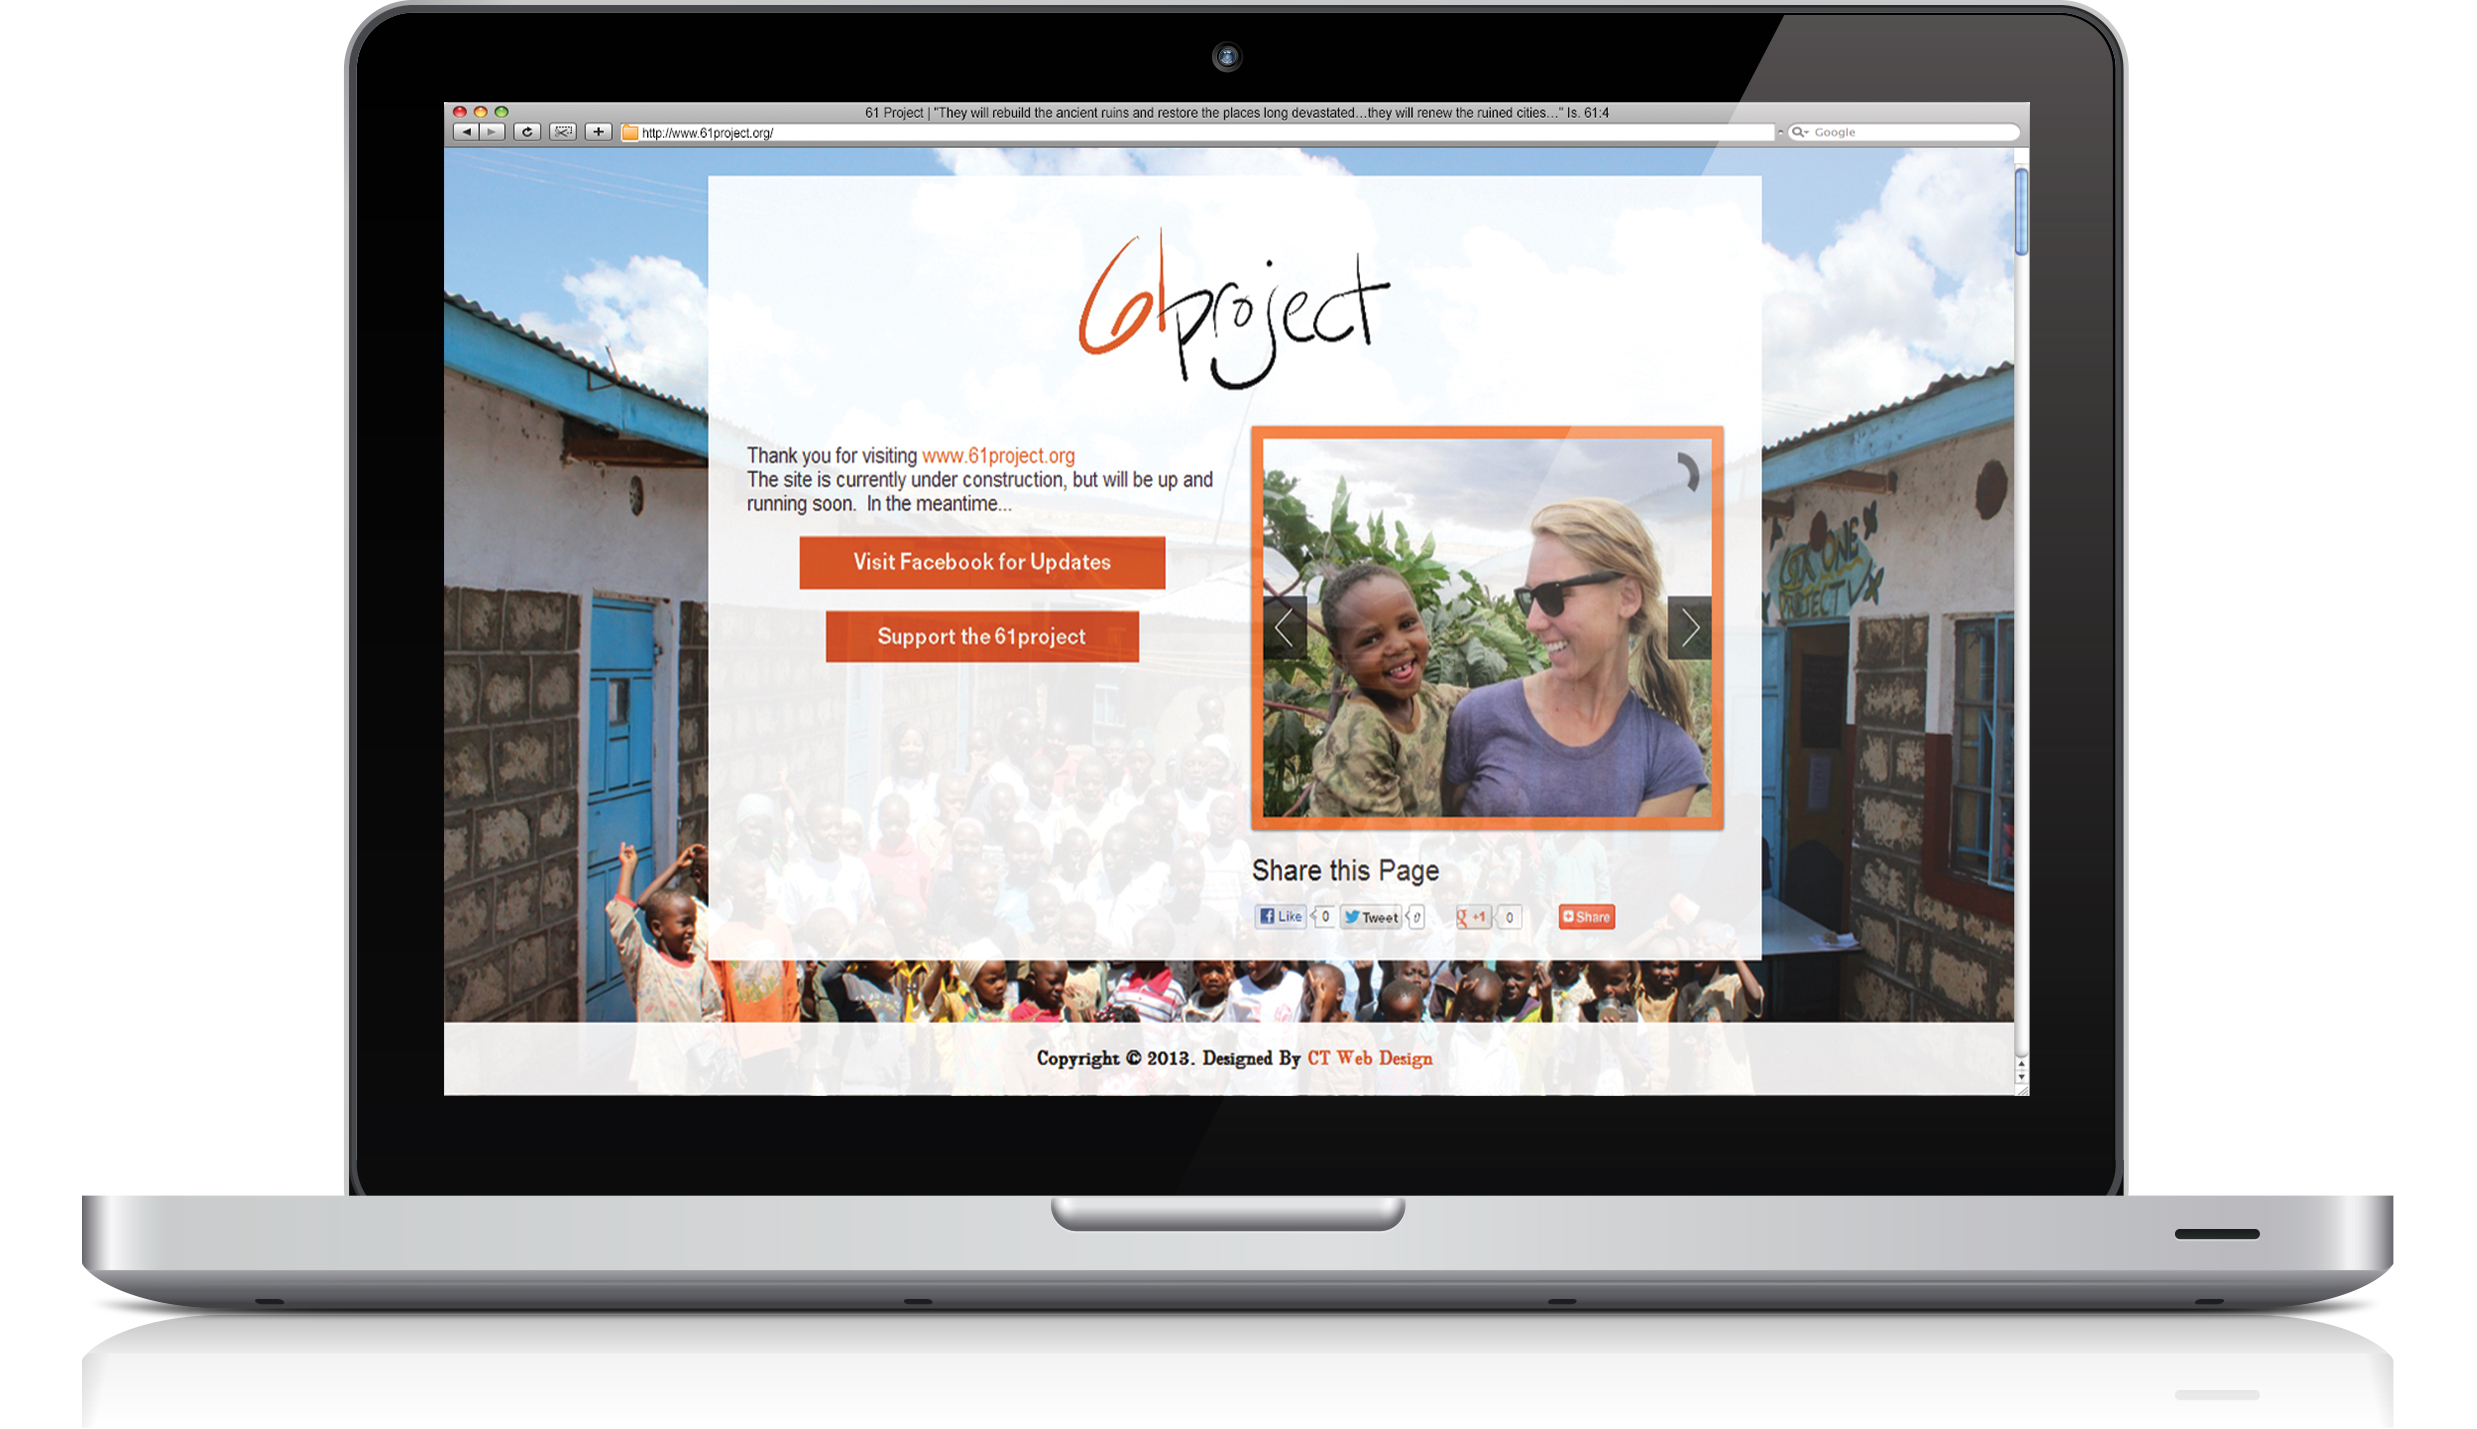 61 Project | "They will rebuild the ancient ruins and restore the places long devastated...they will renew the ruined cities..." Is. 61:4
http://www.61project.org/
Google
61project
Thank you for visiting www.61project.org
The site is currently under construction, but will be up and
running soon. In the meantime...
Visit Facebook for Updates
Support the 61project
SIX ONE
PROJECT
Share this Page
Like 0 Tweet 0 g +1 0 Share
Copyright © 2013. Designed By CT Web Design